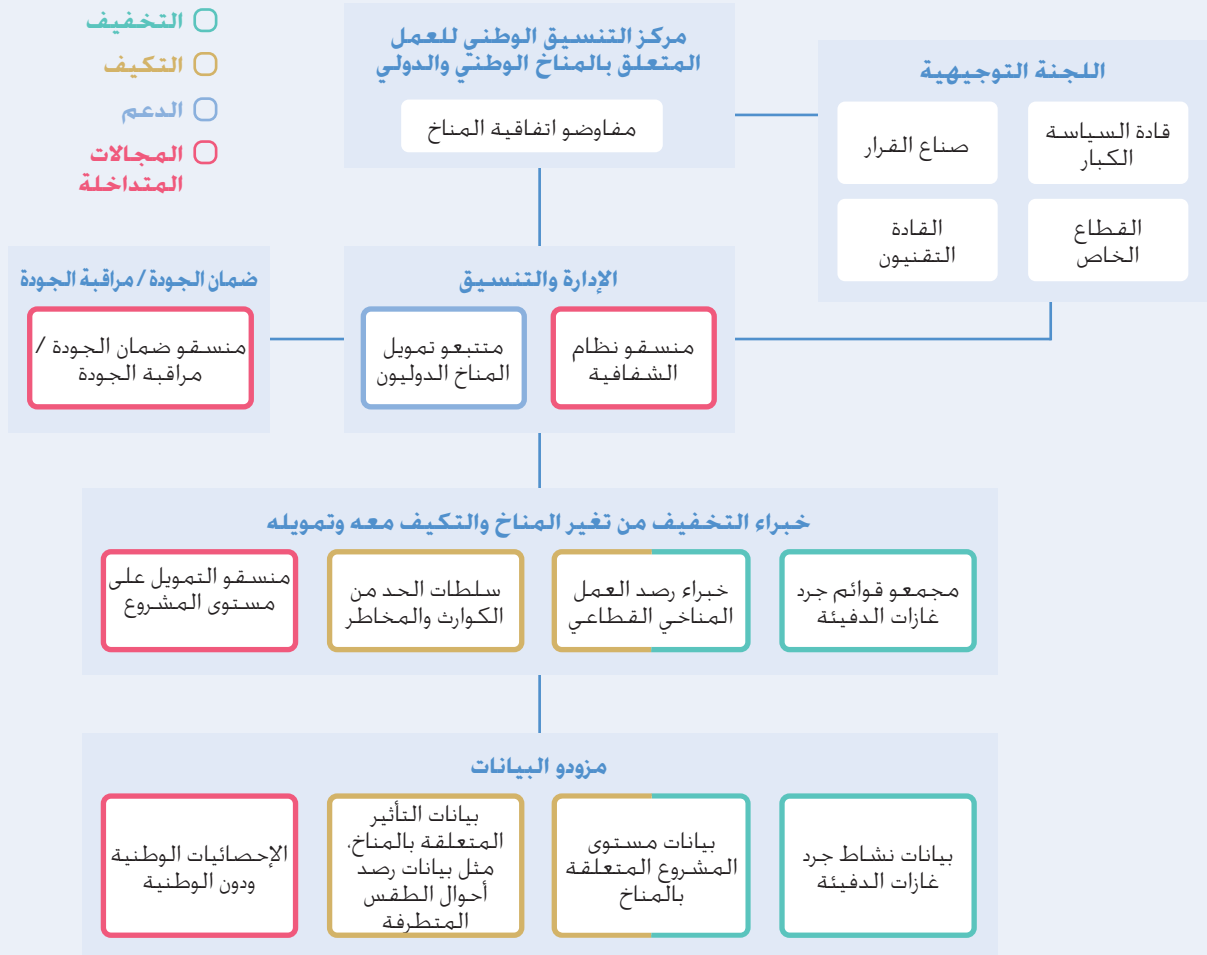 التخفيف
التكيف
الدعم
المجالات
المتداخلة
مركز التنسيق الوطني للعمل
المتعلق بالمناخ الوطني والدولي
مفاوضو اتفاقية المناخ
اللجنة التوجيهية
قادة السياسة
الكبار
صناع القرار
القطاع
الخاص
القادة
التقنيون
الإدارة والتنسيق
منسقو نظام
الشفافية
متتبعو تمويل
المناخ الدوليون
ضمان الجودة / مراقبة الجودة
منسقو ضمان الجودة /
مراقبة الجودة
خبراء التخفيف من تغير المناخ والتكيف معه وتمويله
مجمعو قوائم جرد
غازات الدفيئة
خبراء رصد العمل
المناخي القطاعي
سلطات الحد من
الكوارث والمخاطر
منسقو التمويل على
مستوى المشروع
مزودو البيانات
بيانات نشاط جرد
غازات الدفيئة
بيانات مستوى
المشروع المتعلقة
بالمناخ
بيانات التأثير
المتعلقة بالمناخ،
مثل بيانات رصد
أحوال الطقس
المتطرفة
الإحصائيات الوطنية
ودون الوطنية